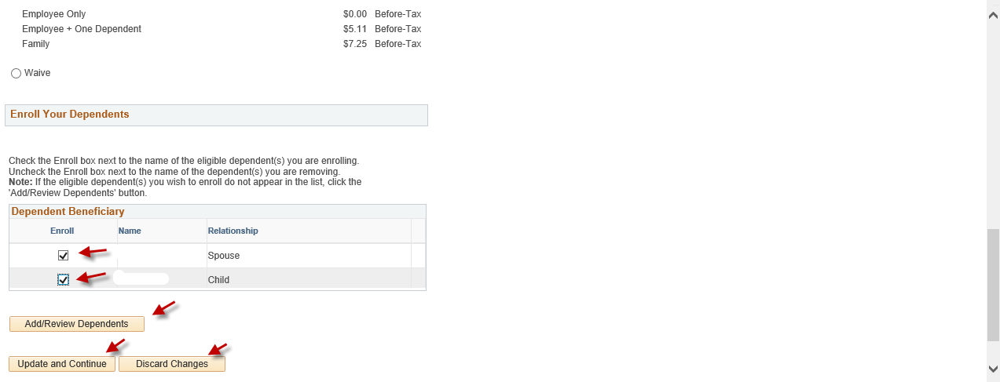 Employee Only $0.00 Before-Tax
Employee + One Dependent $5.11 Before-Tax
Family $7.25 Before-Tax
Waive
Enroll Your Dependents
Check the Enroll box next to the name of the eligible dependent(s) you are enrolling.
Uncheck the Enroll box next to the name of the dependent(s) you are removing.
Note: If the eligible dependent(s) you wish to enroll do not appear in the list, click the
'Add/Review Dependents' button.
Dependent Beneficiary
Enroll Name Relationship
Spouse
Child
Add/Review Dependents
Update and Continue Discard Changes